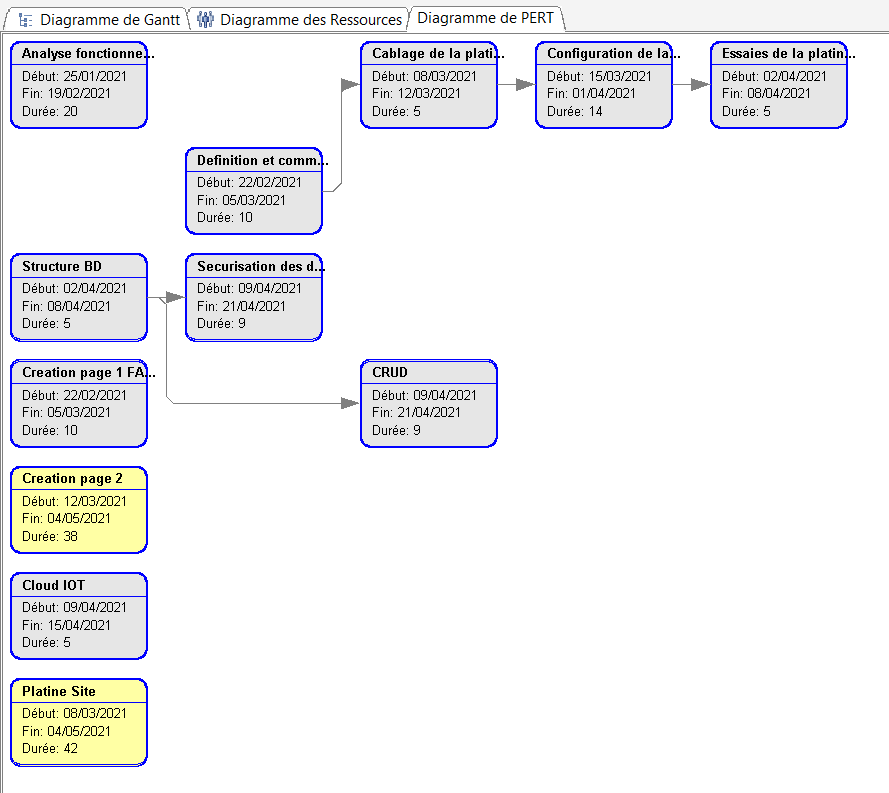 Diagramme de Gantt
Diagramme des Ressources
Diagramme de PERT
Analyse fonctionne...
Début: 25/01/2021
Fin: 19/02/2021
Durée: 20
Cablage de la plati...
Début: 08/03/2021
Fin: 12/03/2021
Durée: 5
Configuration de la...
Début: 15/03/2021
Fin: 01/04/2021
Durée: 14
Essaies de la platin...
Début: 02/04/2021
Fin: 08/04/2021
Durée: 5
Definition et comm...
Début: 22/02/2021
Fin: 05/03/2021
Durée: 10
Structure BD
Début: 02/04/2021
Fin: 08/04/2021
Durée: 5
Securisation des d...
Début: 09/04/2021
Fin: 21/04/2021
Durée: 9
Creation page 1 FA...
Début: 22/02/2021
Fin: 05/03/2021
Durée: 10
CRUD
Début: 09/04/2021
Fin: 21/04/2021
Durée: 9
Creation page 2
Début: 12/03/2021
Fin: 04/05/2021
Durée: 38
Cloud IOT
Début: 09/04/2021
Fin: 15/04/2021
Durée: 5
Platine Site
Début: 08/03/2021
Fin: 04/05/2021
Durée: 42